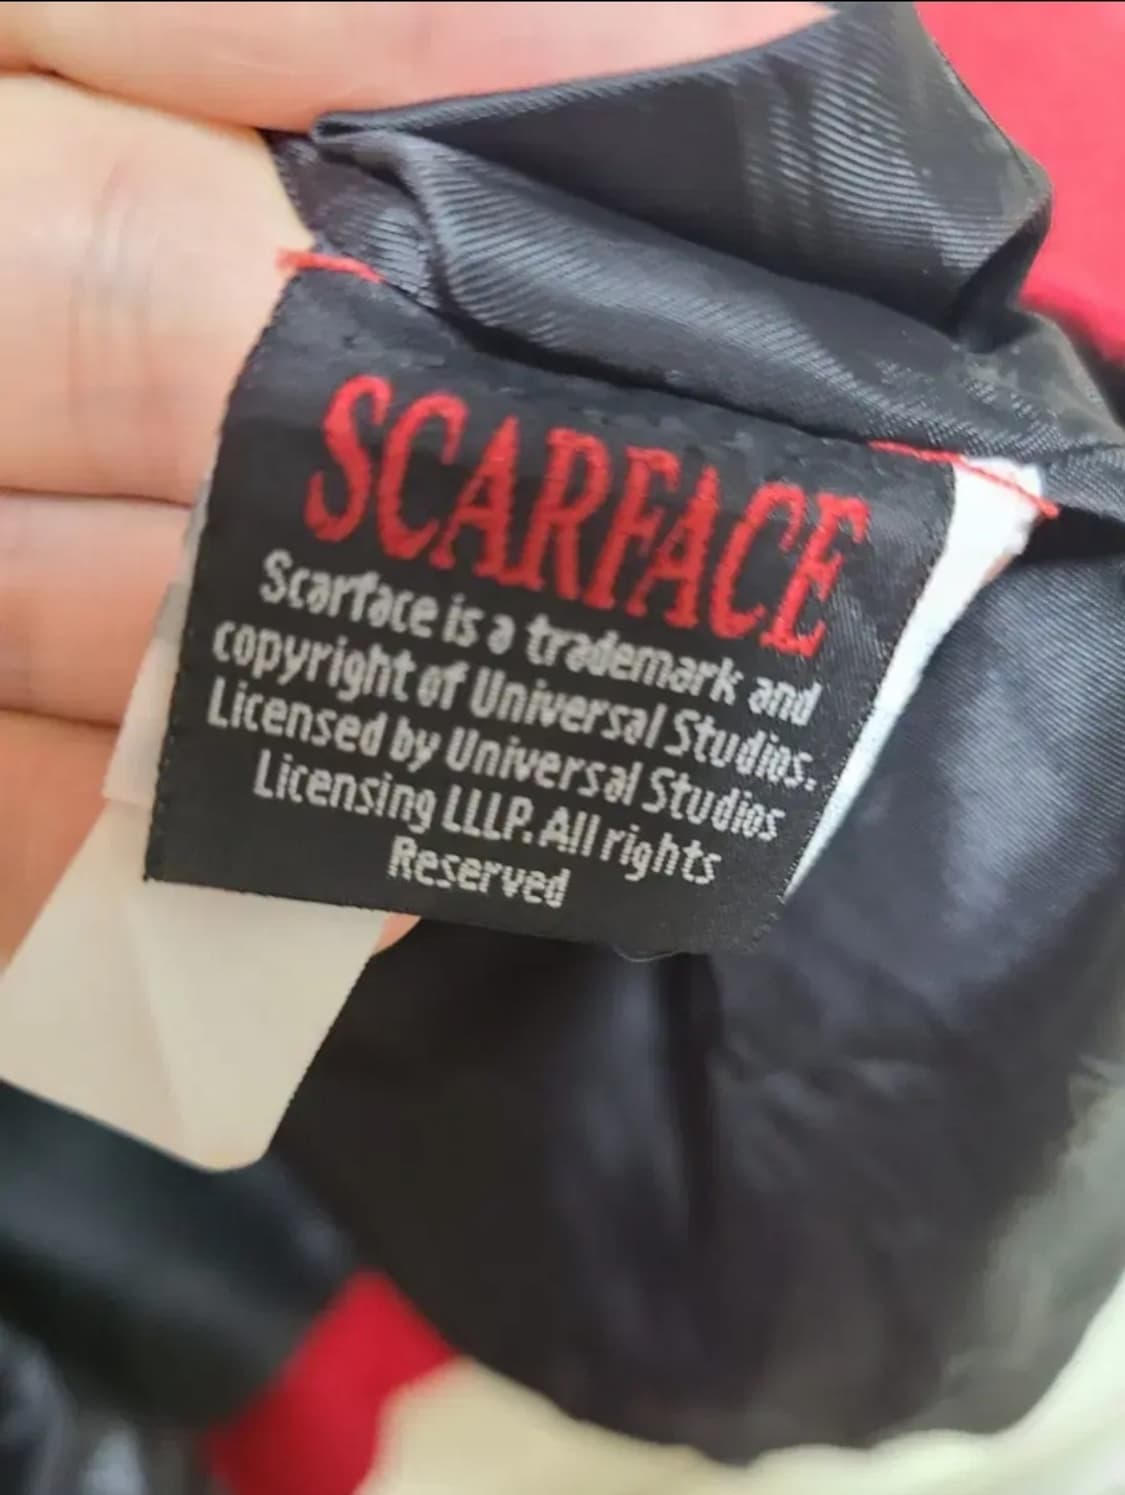 SCARFACE
Scarface is a trademark and
copyright of Universal Studios.
Licensed by Universal Studios
Licensing LLLP. All rights
Reserved